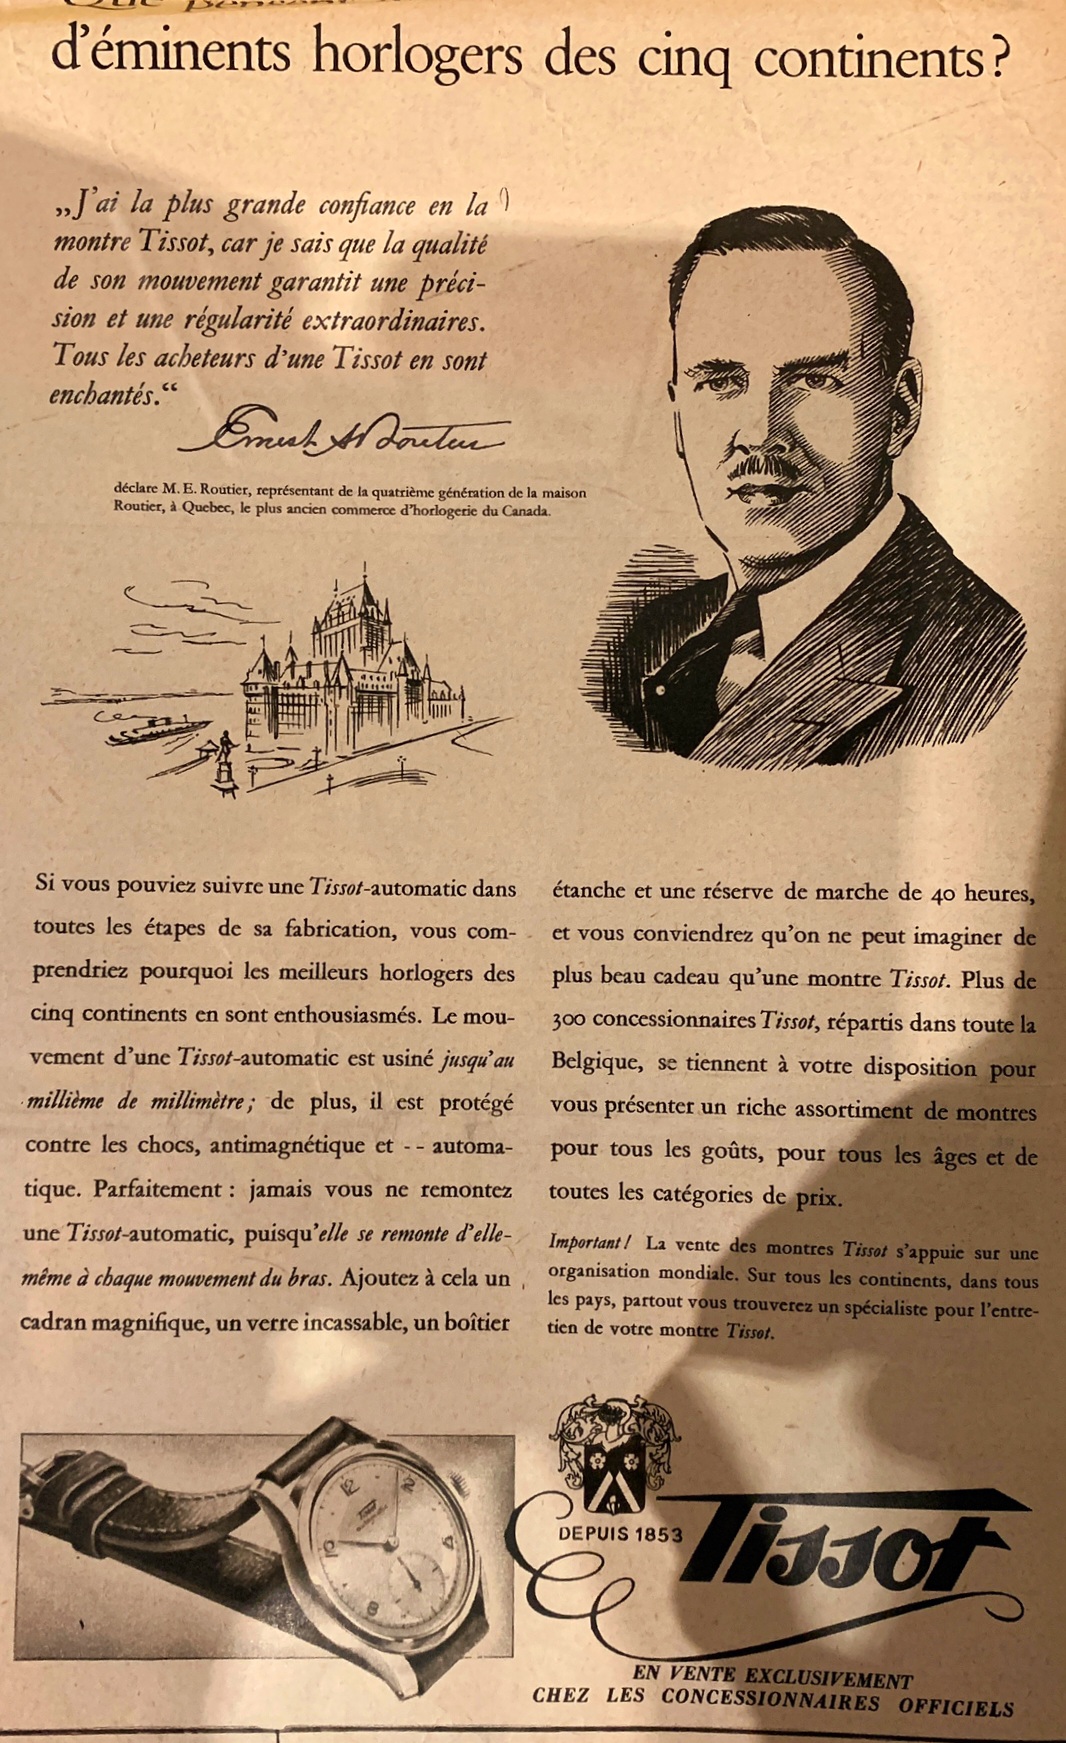 Que pensent
d'éminents horlogers des cinq continents?
„J'ai la plus grande confiance en la
montre Tissot, car je sais que la qualité
de son mouvement garantit une préci-
sion et une régularité extraordinaires.
Tous les acheteurs d'une Tissot en sont
enchantés.“
déclare M. E. Routier, représentant de la quatrième génération de la maison
Routier, à Quebec, le plus ancien commerce d'horlogerie du Canada.
Si vous pouviez suivre une Tissot-automatic dans
toutes les étapes de sa fabrication, vous com-
prendriez pourquoi les meilleurs horlogers des
cinq continents en sont enthousiasmés. Le mou-
vement d'une Tissot-automatic est usiné jusqu'au
millième de millimètre; de plus, il est protégé
contre les chocs, antimagnétique et -- automa-
tique. Parfaitement : jamais vous ne remontez
une Tissot-automatic, puisqu'elle se remonte d'elle-
même à chaque mouvement du bras. Ajoutez à cela un
cadran magnifique, un verre incassable, un boîtier
étanche et une réserve de marche de 40 heures,
et vous conviendrez qu'on ne peut imaginer de
plus beau cadeau qu'une montre Tissot. Plus de
300 concessionnaires Tissot, répartis dans toute la
Belgique, se tiennent à votre disposition pour
vous présenter un riche assortiment de montres
pour tous les goûts, pour tous les âges et de
toutes les catégories de prix.
Important! La vente des montres Tissot s'appuie sur une
organisation mondiale. Sur tous les continents, dans tous
les pays, partout vous trouverez un spécialiste pour l'entre-
tien de votre montre Tissot.
12
2
Tissot
10
8
DEPUIS 1853
Tissot
EN VENTE EXCLUSIVEMENT
CHEZ LES CONCESSIONNAIRES OFFICIELS